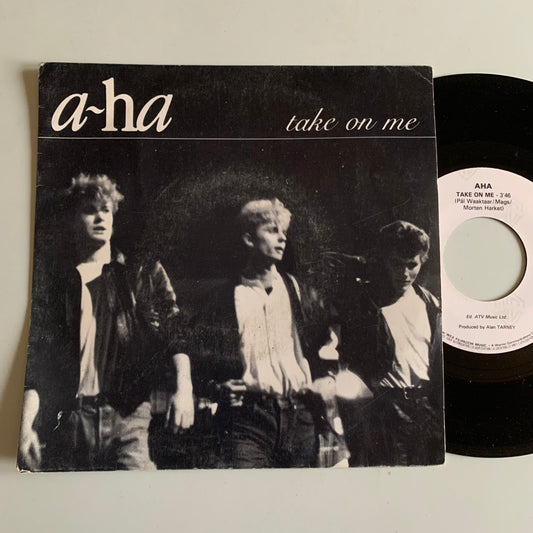 a-ha
take on me
AHA
TAKE ON ME - 3'46
(Pål Waaktaar/Mags/
Morten Harket)
Ed. ATV Music Ltd.
Produced by Alan TARNEY